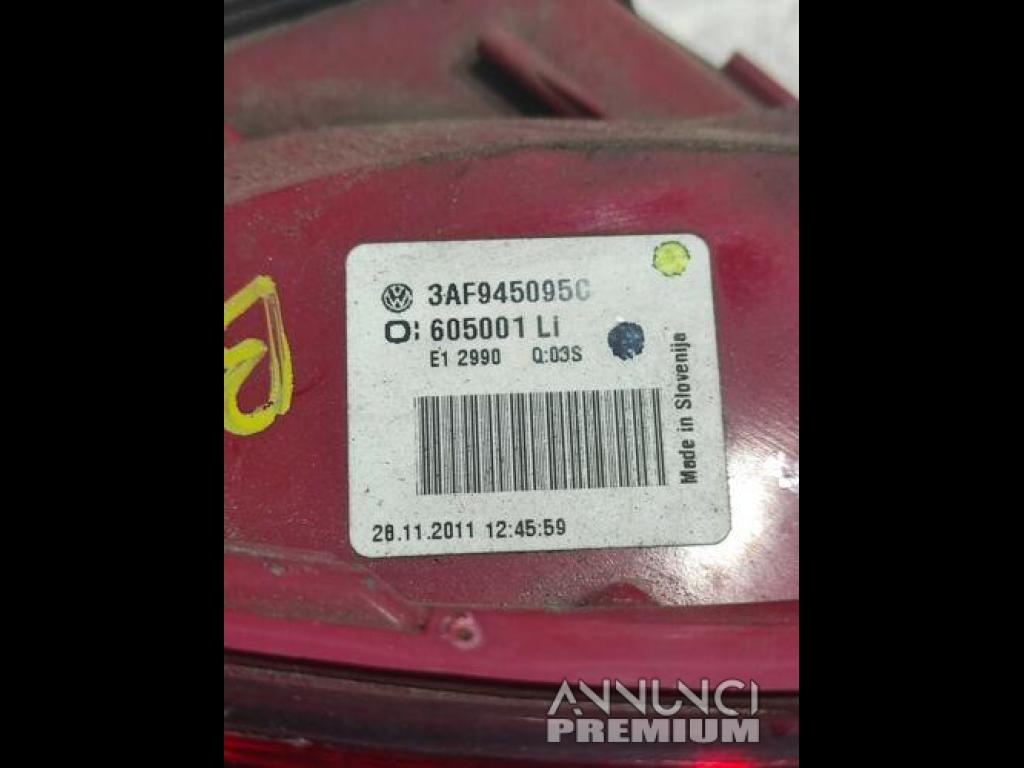 3AF945095C
O: 605001 Li
E1 2990 Q:03S
Made in Slovenija
28.11.2011 12:45:59
ANNUNCI
PREMIUM